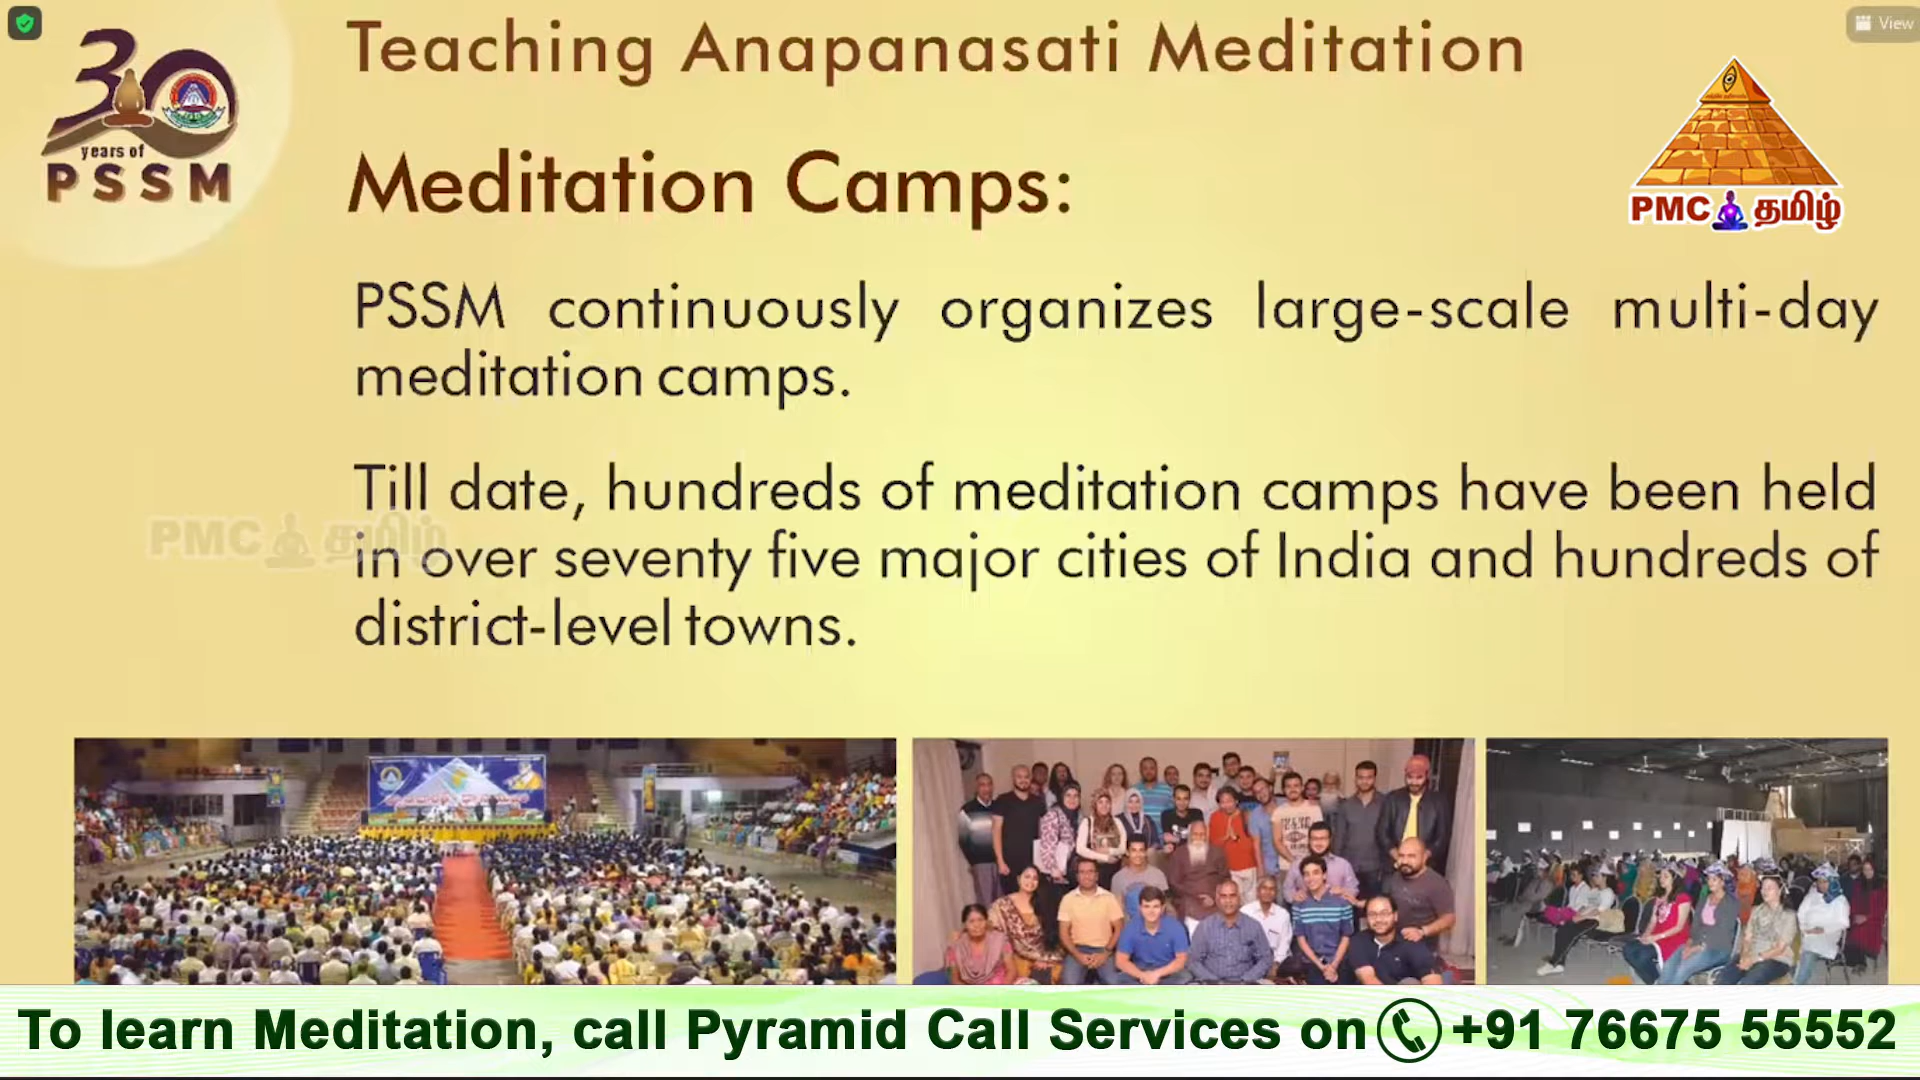 View
30
years of
PSSM
Teaching Anapanasati Meditation
PMC தமிழ்
Meditation Camps:
PSSM continuously organizes large-scale multi-day
meditation camps.
Till date, hundreds of meditation camps have been held
in over seventy five major cities of India and hundreds of
district-level towns.
PMC தமிழ்
To learn Meditation, call Pyramid Call Services on +91 76675 55552